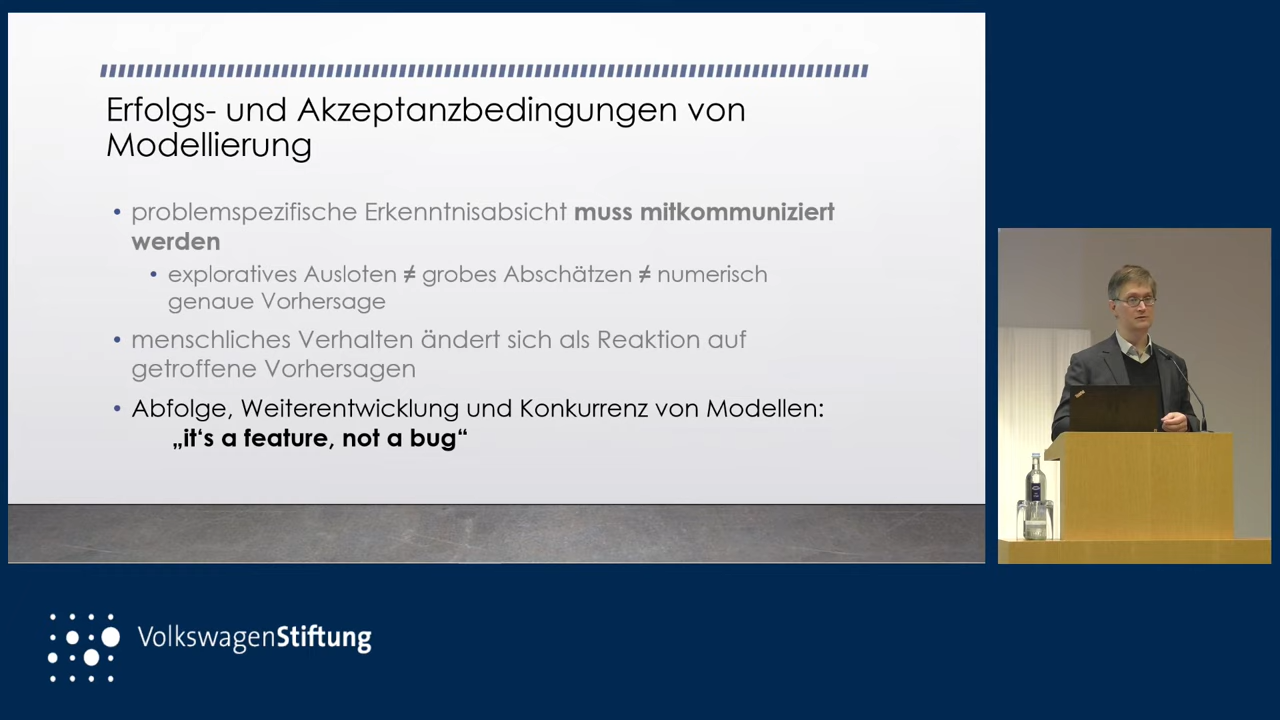 Erfolgs- und Akzeptanzbedingungen von
Modellierung
• problemspezifische Erkenntnisabsicht muss mitkommuniziert
werden
• exploratives Ausloten ≠ grobes Abschätzen ≠ numerisch
genaue Vorhersage
• menschliches Verhalten ändert sich als Reaktion auf
getroffene Vorhersagen
• Abfolge, Weiterentwicklung und Konkurrenz von Modellen:
„it‘s a feature, not a bug“
VolkswagenStiftung